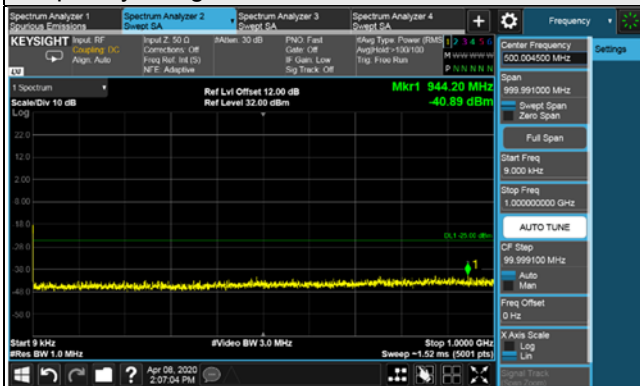 Spectrum Analyzer 1
Spurious Emissions
Spectrum Analyzer 2
Swept SA
Spectrum Analyzer 3
Swept SA
Spectrum Analyzer 4
Swept SA
+
Frequency
KEYSIGHT
Input: RF
Coupling: DC
Align: Auto
Input Z: 50 Ω
Corrections: Off
Freq Ref: Int (S)
NFE: Adaptive
#Atten: 30 dB
PNO: Fast
Gate: Off
IF Gain: Low
Sig Track: Off
#Avg Type: Power (RMS
Avg|Hold:>100/100
Trig: Free Run
1 2 3 4 5 6
M W W W W W
P N N N N N
1 Spectrum
Scale/Div 10 dB
Log
Ref Lvl Offset 12.00 dB
Ref Level 32.00 dBm
Mkr1 944.20 MHz
-40.89 dBm
22.0
12.0
2.00
-8.00
-18.0
DL1 -25.00 dBm
-28.0
-38.0
1
-48.0
-58.0
Start 9 kHz
#Res BW 1.0 MHz
#Video BW 3.0 MHz
Stop 1.0000 GHz
Sweep ~1.52 ms (5001 pts)
Apr 08, 2020
2:07:04 PM
Center Frequency
500.004500 MHz
Settings
Span
999.991000 MHz
Swept Span
Zero Span
Full Span
Start Freq
9.000 kHz
Stop Freq
1.000000000 GHz
AUTO TUNE
CF Step
99.999100 MHz
Auto
Man
Freq Offset
0 Hz
X Axis Scale
Log
Lin
Signal Track